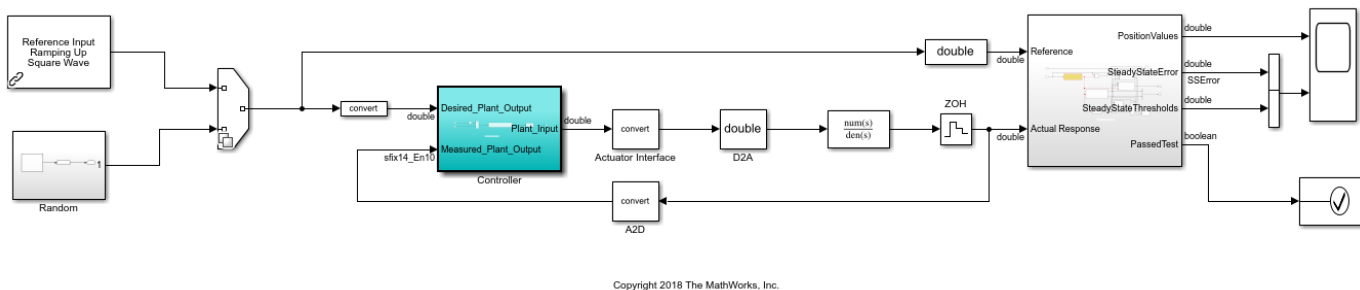 Reference Input
Ramping Up
Square Wave
1
Random
convert
double
Desired_Plant_Output
Plant_Input
Measured_Plant_Output
sfix14_En10
Controller
double
convert
Actuator Interface
double
D2A
num(s)
den(s)
ZOH
convert
A2D
double
double
double
Reference
Actual Response
PositionValues
SteadyStateError
SteadyStateThresholds
PassedTest
double
double
SSError
double
boolean
Copyright 2018 The MathWorks, Inc.